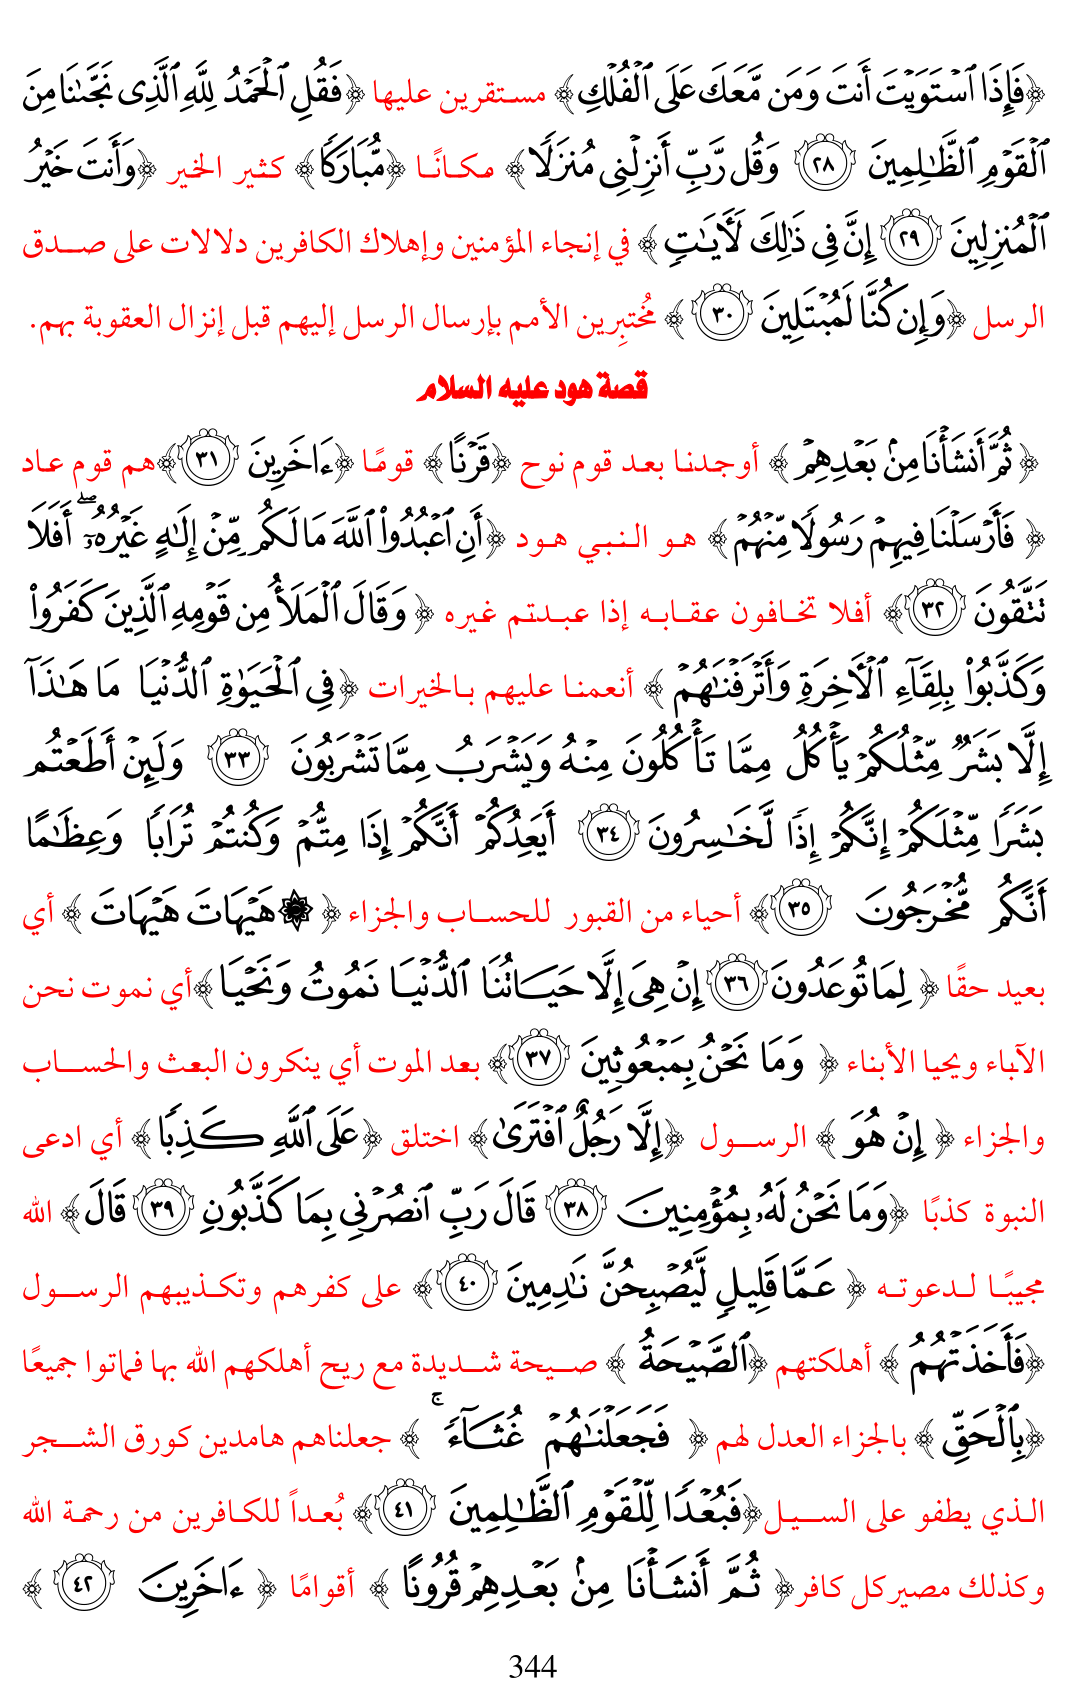 ﴿فَإِذَا ٱسْتَوَيْتَ أَنتَ وَمَن مَّعَكَ عَلَى ٱلْفُلْكِ﴾ مستقرين عليها ﴿فَقُلِ ٱلْحَمْدُ لِلَّهِ ٱلَّذِى نَجَّىٰنَا مِنَ
ٱلْقَوْمِ ٱلظَّٰلِمِينَ ٢٨ وَقُل رَّبِّ أَنزِلْنِى مُنزَلًا﴾ مكانًا ﴿مُّبَارَكًا﴾ كثير الخير ﴿وَأَنتَ خَيْرُ
ٱلْمُنزِلِينَ ٢٩ إِنَّ فِى ذَٰلِكَ لَأٓيَٰتٍ ﴾ في إنجاء المؤمنين وإهلاك الكافرين دلالات على صدق
الرسل ﴿وَإِن كُنَّا لَمُبْتَلِينَ ٣٠ ﴾ مُختبِرين الأمم بإرسال الرسل إليهم قبل إنزال العقوبة بهم.
قصة هود عليه السلام
﴿ ثُمَّ أَنشَأْنَا مِنۢ بَعْدِهِمْ ﴾ أوجدنا بعد قوم نوح ﴿قَرْنًا﴾ قومًا ﴿ءَاخَرِينَ ٣١﴾هم قوم عاد
﴿ فَأَرْسَلْنَا فِيهِمْ رَسُولًا مِّنْهُمْ﴾ هو النبي هود ﴿أَنِ ٱعْبُدُوا۟ ٱللَّهَ مَا لَكُم مِّنْ إِلَٰهٍ غَيْرُهُۥٓ ۖ أَفَلَا
تَتَّقُونَ ٣٢﴾ أفلا تخافون عقابه إذا عبدتم غيره ﴿ وَقَالَ ٱلْمَلَأُ مِن قَوْمِهِ ٱلَّذِينَ كَفَرُوا۟
وَكَذَّبُوا۟ بِلِقَآءِ ٱلْأَخِرَةِ وَأَتْرَفْنَٰهُمْ ﴾ أنعمنا عليهم بالخيرات ﴿فِى ٱلْحَيَوٰةِ ٱلدُّنْيَا مَا هَٰذَآ
إِلَّا بَشَرٌ مِّثْلُكُمْ يَأْكُلُ مِمَّا تَأْكُلُونَ مِنْهُ وَيَشْرَبُ مِمَّا تَشْرَبُونَ ٣٣ وَلَئِنْ أَطَعْتُم
بَشَرًا مِّثْلَكُمْ إِنَّكُمْ إِذًا لَّخَٰسِرُونَ ٣٤ أَيَعِدُكُمْ أَنَّكُمْ إِذَا مِتُّمْ وَكُنتُمْ تُرَابًا وَعِظَٰمًا
أَنَّكُم مُّخْرَجُونَ ٣٥﴾ أحياء من القبور للحساب والجزاء ﴿ ۞هَيْهَاتَ هَيْهَاتَ ﴾ أي
بعيد حقًا ﴿ لِمَا تُوعَدُونَ ٣٦ إِنْ هِىَ إِلَّا حَيَاتُنَا ٱلدُّنْيَا نَمُوتُ وَنَحْيَا﴾أي نموت نحن
الآباء ويحيا الأبناء ﴿ وَمَا نَحْنُ بِمَبْعُوثِينَ ٣٧﴾ بعد الموت أي ينكرون البعث والحساب
والجزاء ﴿ إِنْ هُوَ ﴾ الرسول ﴿إِلَّا رَجُلٌ ٱفْتَرَىٰ﴾ اختلق ﴿عَلَى ٱللَّهِ كَذِبًا﴾ أي ادعى
النبوة كذبًا ﴿وَمَا نَحْنُ لَهُۥ بِمُؤْمِنِينَ ٣٨ قَالَ رَبِّ ٱنصُرْنِى بِمَا كَذَّبُونِ ٣٩ قَالَ﴾ الله
مجيبًا لدعوته ﴿ عَمَّا قَلِيلٍ لَّيُصْبِحُنَّ نَٰدِمِينَ ٤٠﴾ على كفرهم وتكذيبهم الرسول
﴿فَأَخَذَتْهُمُ ﴾ أهلكتهم ﴿ٱلصَّيْحَةُ ﴾ صيحة شديدة مع ريح أهلكهم الله بها فماتوا جميعًا
﴿بِٱلْحَقِّ﴾ بالجزاء العدل لهم ﴿ فَجَعَلْنَٰهُمْ غُثَآءً ۚ ﴾ جعلناهم هامدين كورق الشجر
الذي يطفو على السيل﴿فَبُعْدًا لِّلْقَوْمِ ٱلظَّٰلِمِينَ ٤١﴾ بُعداً للكافرين من رحمة الله
وكذلك مصير كل كافر﴿ ثُمَّ أَنشَأْنَا مِنۢ بَعْدِهِمْ قُرُونًا ﴾ أقوامًا ﴿ ءَاخَرِينَ ٤٢ ﴾
344